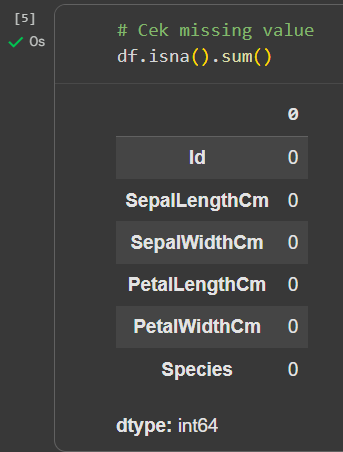 [5]
0s
# Cek missing value
df.isna().sum()
0
Id 0
SepalLengthCm 0
SepalWidthCm 0
PetalLengthCm 0
PetalWidthCm 0
Species 0
dtype: int64